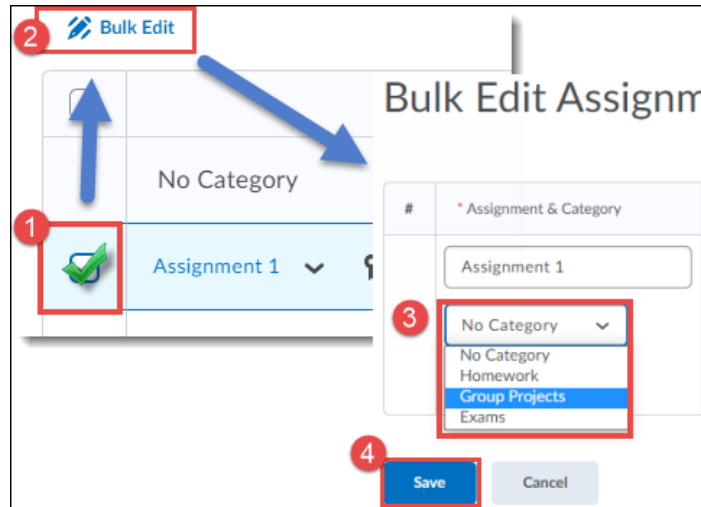 2 Bulk Edit
No Category
1
Assignment 1
Bulk Edit Assignm
# * Assignment & Category
Assignment 1
3 No Category
No Category
Homework
Group Projects
Exams
4
Save Cancel